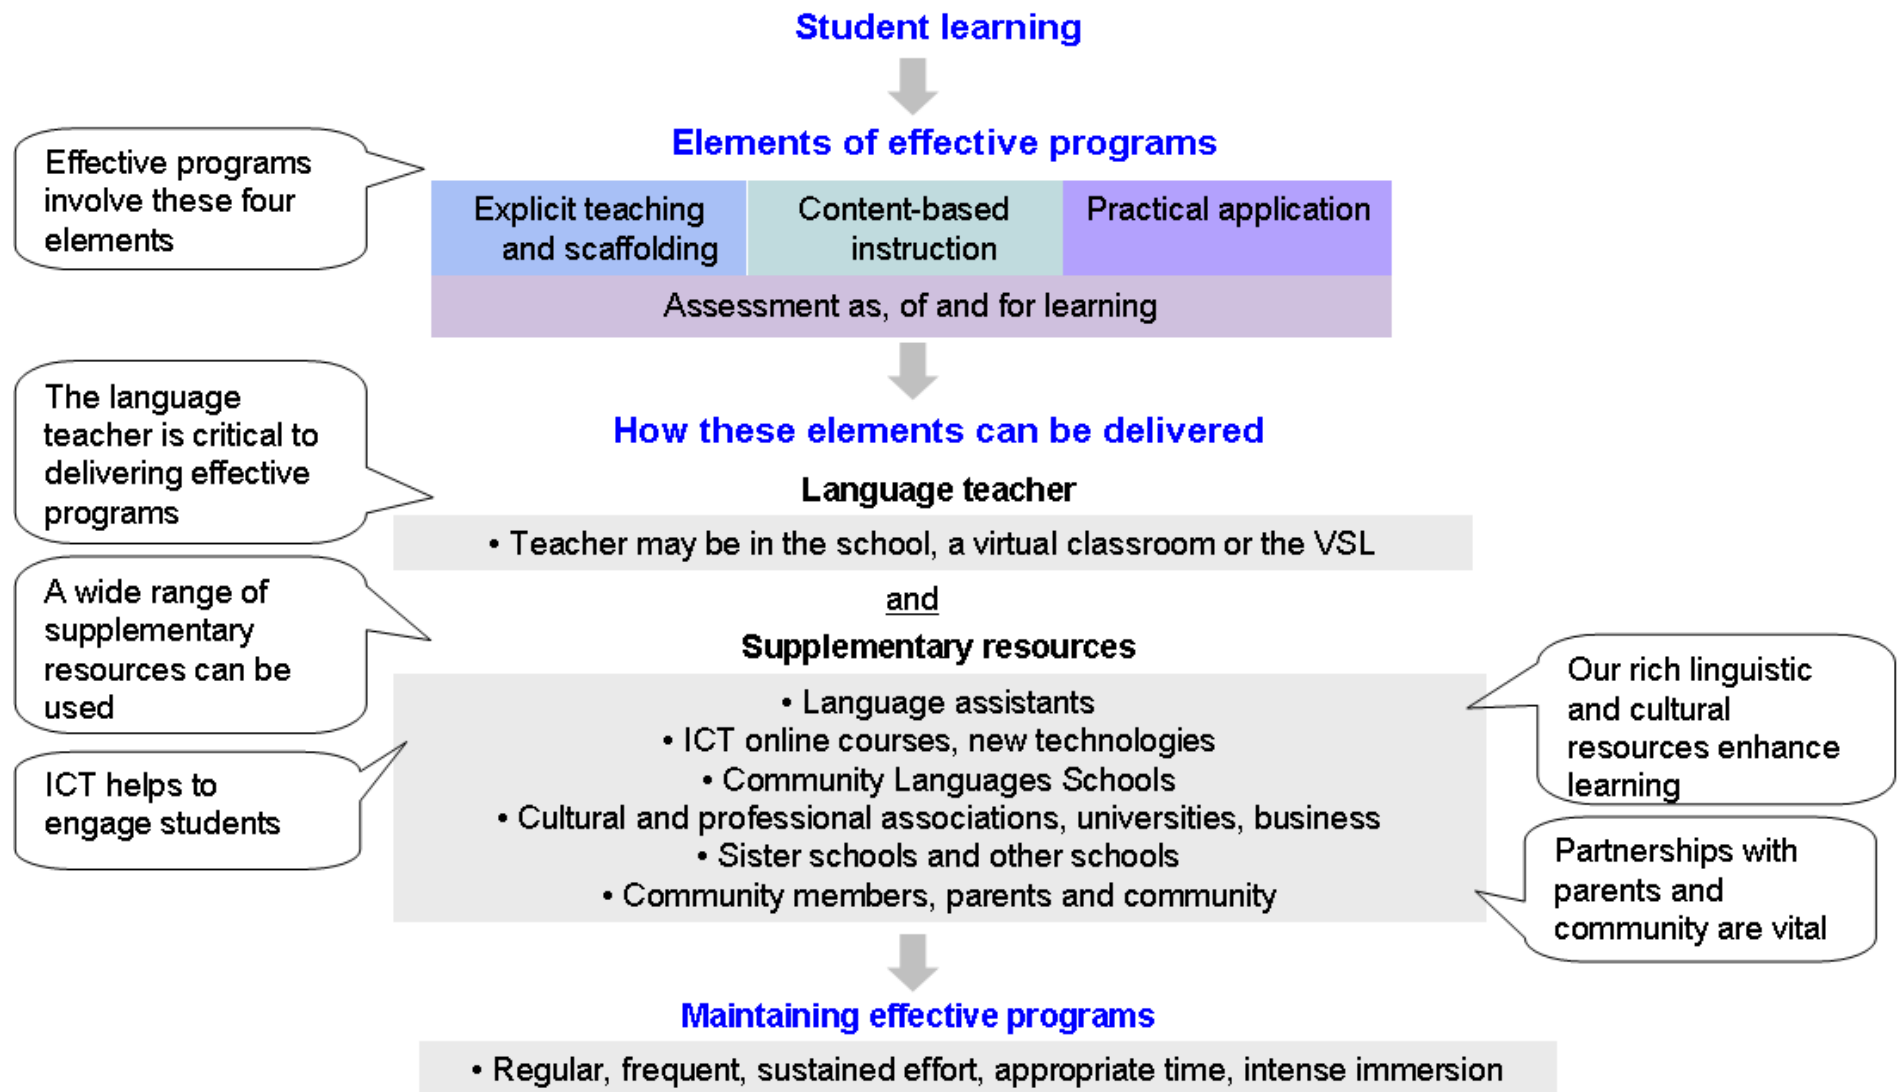 Student learning
Elements of effective programs
Effective programs
involve these four
elements
Explicit teaching
and scaffolding
Content-based
instruction
Practical application
Assessment as, of and for learning
How these elements can be delivered
The language
teacher is critical to
delivering effective
programs
Language teacher
• Teacher may be in the school, a virtual classroom or the VSL
and
A wide range of
supplementary
resources can be
used
Supplementary resources
• Language assistants
• ICT online courses, new technologies
• Community Languages Schools
• Cultural and professional associations, universities, business
• Sister schools and other schools
• Community members, parents and community
Our rich linguistic
and cultural
resources enhance
learning
ICT helps to
engage students
Partnerships with
parents and
community are vital
Maintaining effective programs
• Regular, frequent, sustained effort, appropriate time, intense immersion